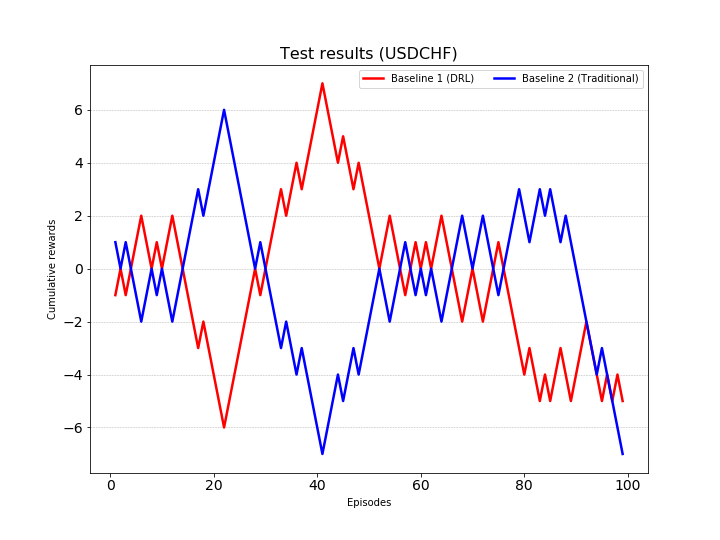 Test results (USDCHF)
Baseline 1 (DRL)
Baseline 2 (Traditional)
Cumulative rewards
6
4
2
0
−2
−4
−6
0
20
40
60
80
100
Episodes